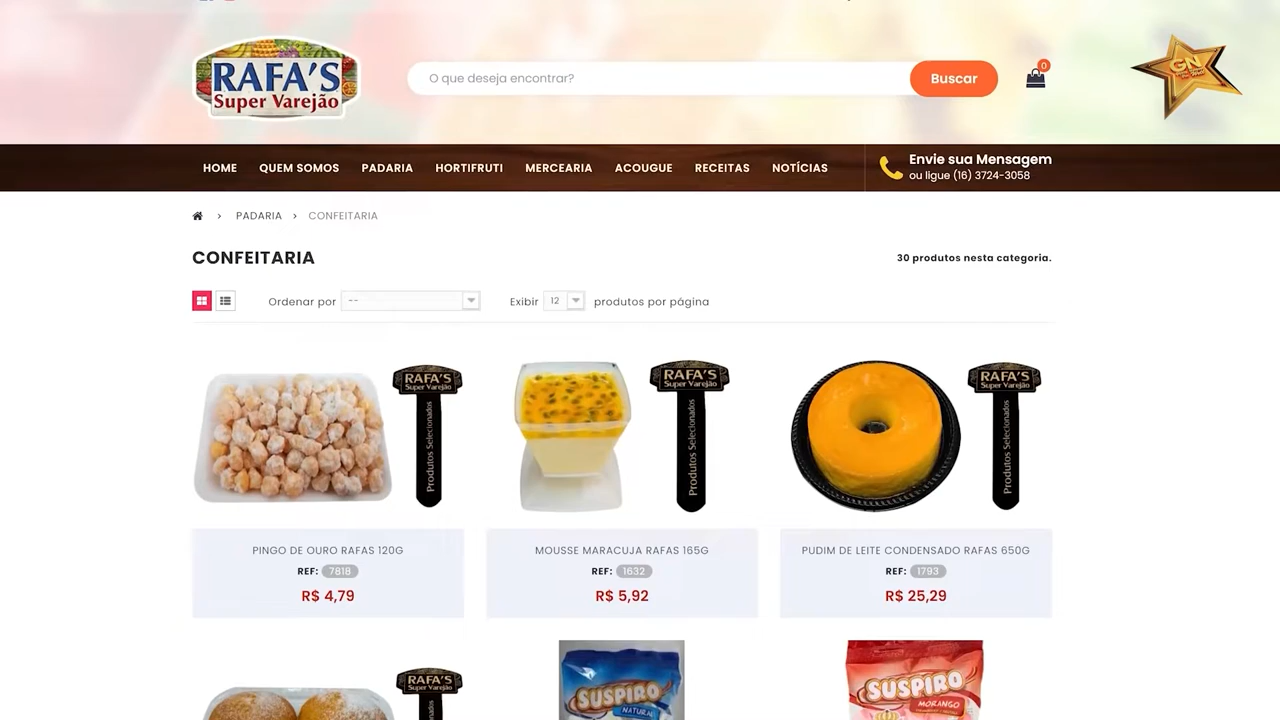 RAFA'S
Super Varejão
O que deseja encontrar?
Buscar
0
GN
HOME
QUEM SOMOS
PADARIA
HORTIFRUTI
MERCEARIA
ACOUGUE
RECEITAS
NOTÍCIAS
Envie sua Mensagem
ou ligue (16) 3724-3058
> PADARIA > CONFEITARIA
CONFEITARIA
30 produtos nesta categoria.
Ordenar por -- Exibir 12 produtos por página
RAFA'S
Super Varejão
Produtos Selecionados
RAFA'S
Super Varejão
Produtos Selecionados
RAFA'S
Super Varejão
Produtos Selecionados
PINGO DE OURO RAFAS 120G
REF: 7818
R$ 4,79
MOUSSE MARACUJA RAFAS 165G
REF: 1632
R$ 5,92
PUDIM DE LEITE CONDENSADO RAFAS 650G
REF: 1793
R$ 25,29
RAFA'S
Super Varejão
SUSPIRO
NATURAL
SUSPIRO
MORANGO